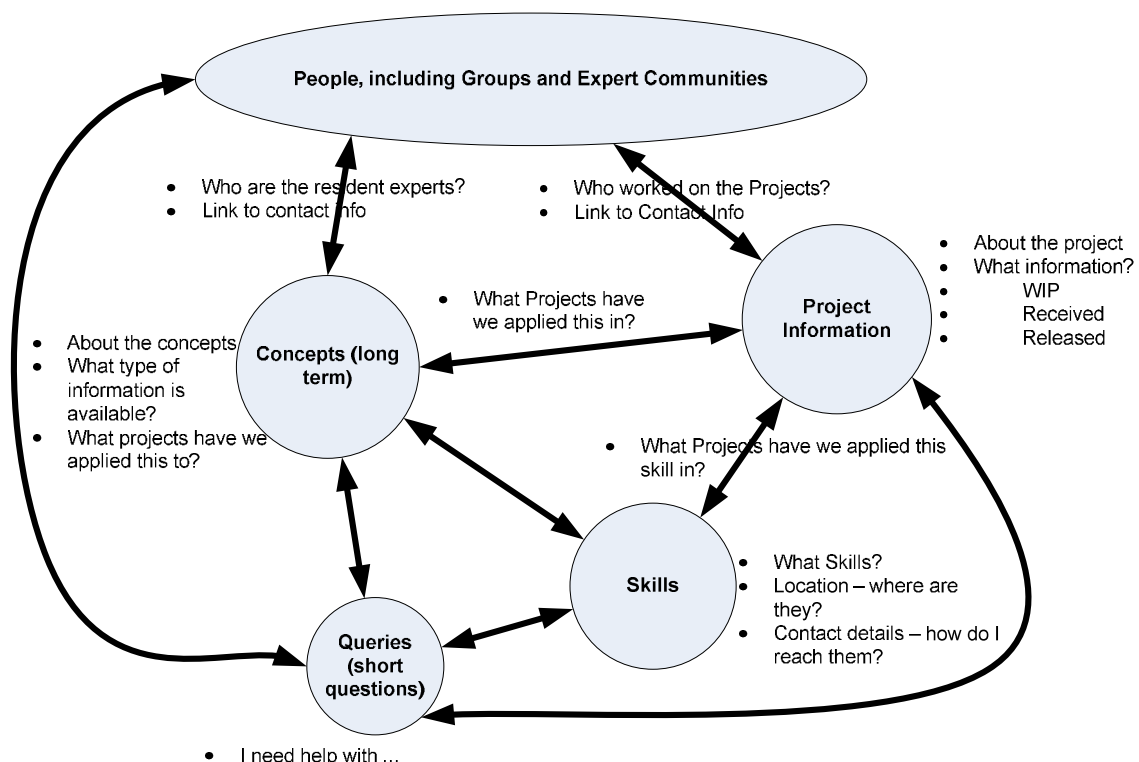 People, including Groups and Expert Communities
• Who are the resident experts?
• Link to contact info
• Who worked on the Projects?
• Link to Contact Info
• About the project
• What information?
• WIP
• Received
• Released
Project
Information
• What Projects have
we applied this in?
• About the concepts
• What type of
information is
available?
• What projects have we
applied this to?
Concepts (long
term)
• What Projects have we applied this
skill in?
Skills
• What Skills?
• Location – where are
they?
• Contact details – how do I
reach them?
Queries
(short
questions)
• I need help with ...